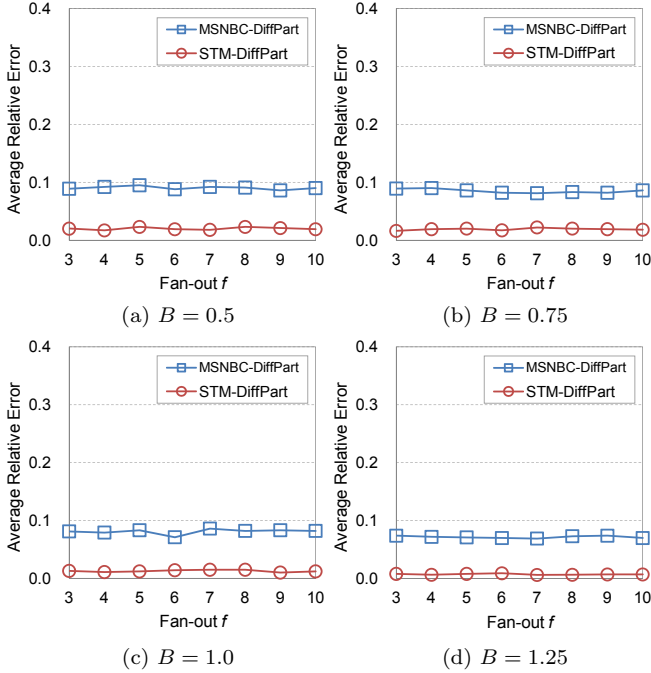 0.4
0.3
0.2
0.1
0.0
Average Relative Error
MSNBC-DiffPart
STM-DiffPart
3 4 5 6 7 8 9 10
Fan-out f
(a) B = 0.5
0.4
0.3
0.2
0.1
0.0
Average Relative Error
MSNBC-DiffPart
STM-DiffPart
3 4 5 6 7 8 9 10
Fan-out f
(b) B = 0.75
0.4
0.3
0.2
0.1
0.0
Average Relative Error
MSNBC-DiffPart
STM-DiffPart
3 4 5 6 7 8 9 10
Fan-out f
(c) B = 1.0
0.4
0.3
0.2
0.1
0.0
Average Relative Error
MSNBC-DiffPart
STM-DiffPart
3 4 5 6 7 8 9 10
Fan-out f
(d) B = 1.25